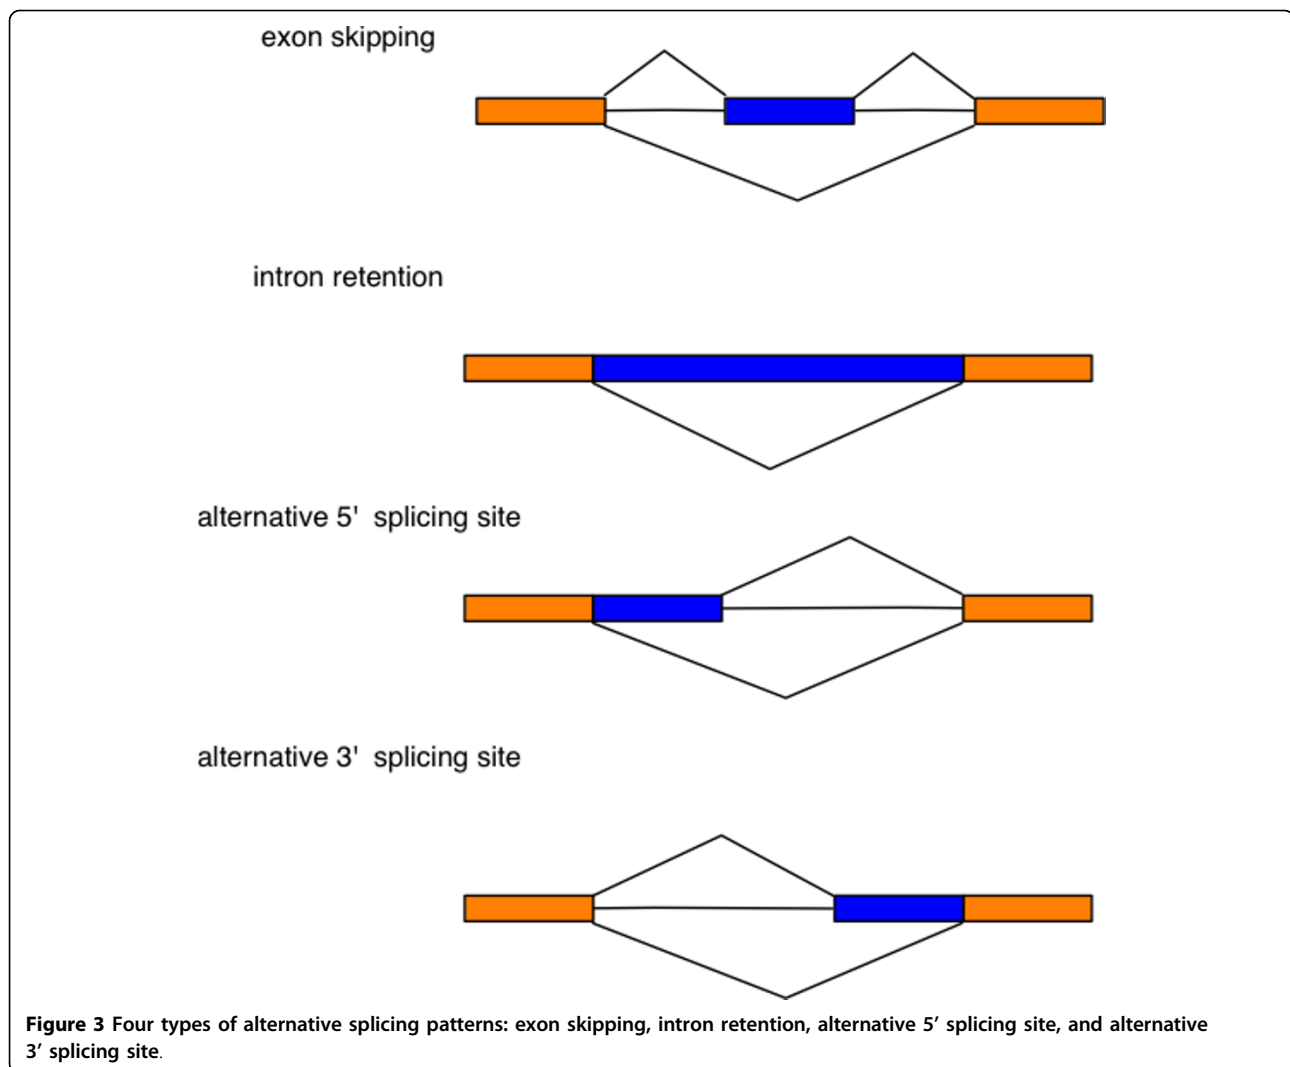 exon skipping
intron retention
alternative 5' splicing site
alternative 3' splicing site
Figure 3 Four types of alternative splicing patterns: exon skipping, intron retention, alternative 5′ splicing site, and alternative
3′ splicing site.